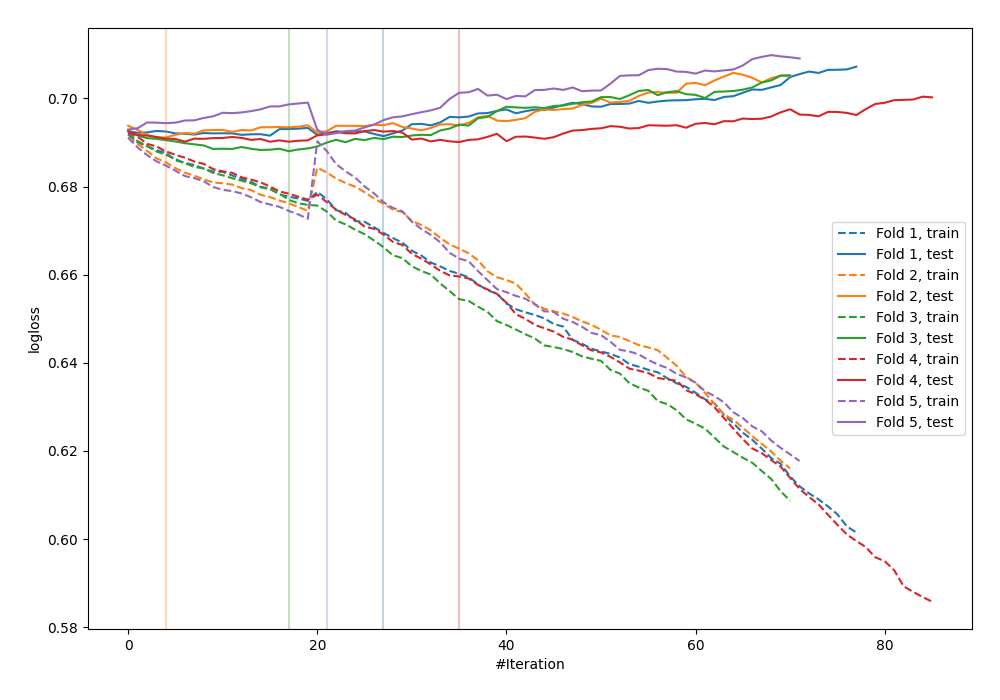 0.70
0.68
0.66
0.64
0.62
0.60
0.58
logloss
0
20
40
60
80
#Iteration
Fold 1, train
Fold 1, test
Fold 2, train
Fold 2, test
Fold 3, train
Fold 3, test
Fold 4, train
Fold 4, test
Fold 5, train
Fold 5, test